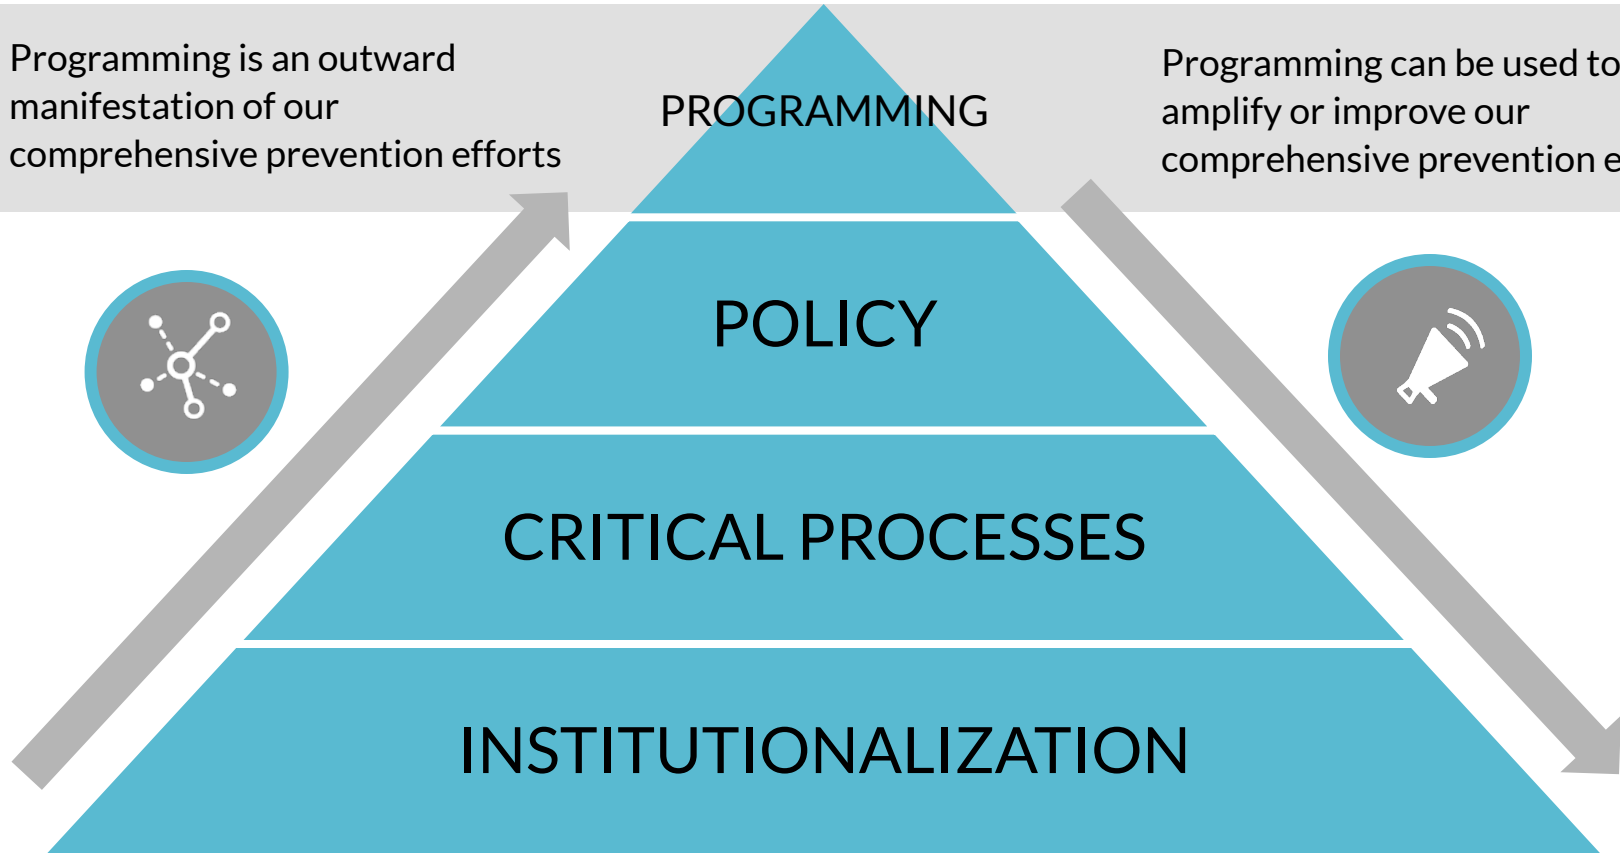 Programming is an outward
manifestation of our
comprehensive prevention efforts
PROGRAMMING
Programming can be used to
amplify or improve our
comprehensive prevention
POLICY
CRITICAL PROCESSES
INSTITUTIONALIZATION